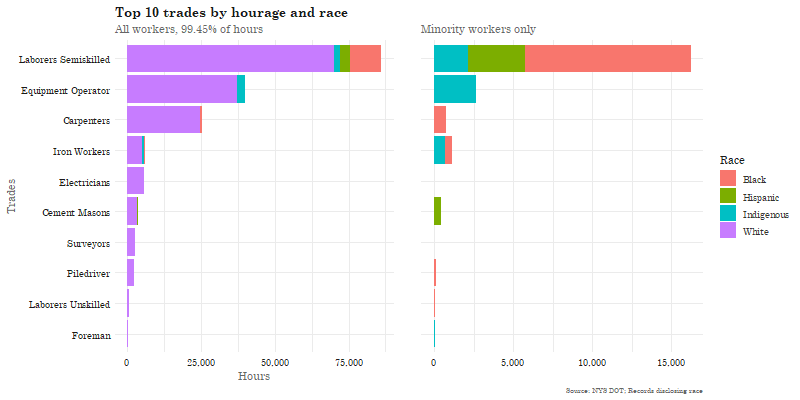 Top 10 trades by hourage and race
All workers, 99.45% of hours
Minority workers only
Trades
Laborers Semiskilled
Equipment Operator
Carpenters
Iron Workers
Electricians
Cement Masons
Surveyors
Piledriver
Laborers Unskilled
Foreman
0 25,000 50,000 75,000
0 5,000 10,000 15,000
Hours
Race
Black
Hispanic
Indigenous
White
Source: NYS DOT; Records disclosing race